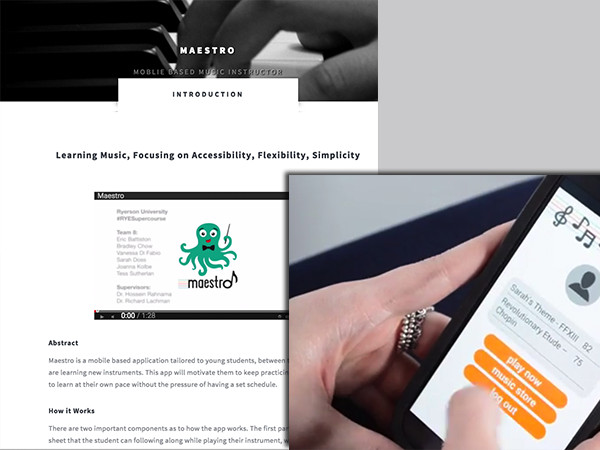 MAESTRO
MOBLIE BASED MUSIC INSTRUCTOR
INTRODUCTION
Learning Music, Focusing on Accessibility, Flexibility, Simplicity
Maestro
Ryerson University
#RYESupercourse
Team 8:
Eric Battiston
Bradley Chow
Vanessa Di Fabio
Sarah Diras
Joanna Kolbe
Tess Sutherlan
Supervisors:
Dr. Hossein Rahnama
Dr. Richard Lachman
maestro
0:00 / 1:28
Abstract
Maestro is a mobile based application tailored to young students, between
are learning new instruments. This app will motivate them to keep practicin
to learn at their own pace without the pressure of having a set schedule.
How it Works
There are two important components as to how the app works. The first par
sheet that the student can following along while playing their instrument, w
Sarah's Theme - FFXIII 82
Revolutionary Etude – 75
Chopin
play now
music store
log out